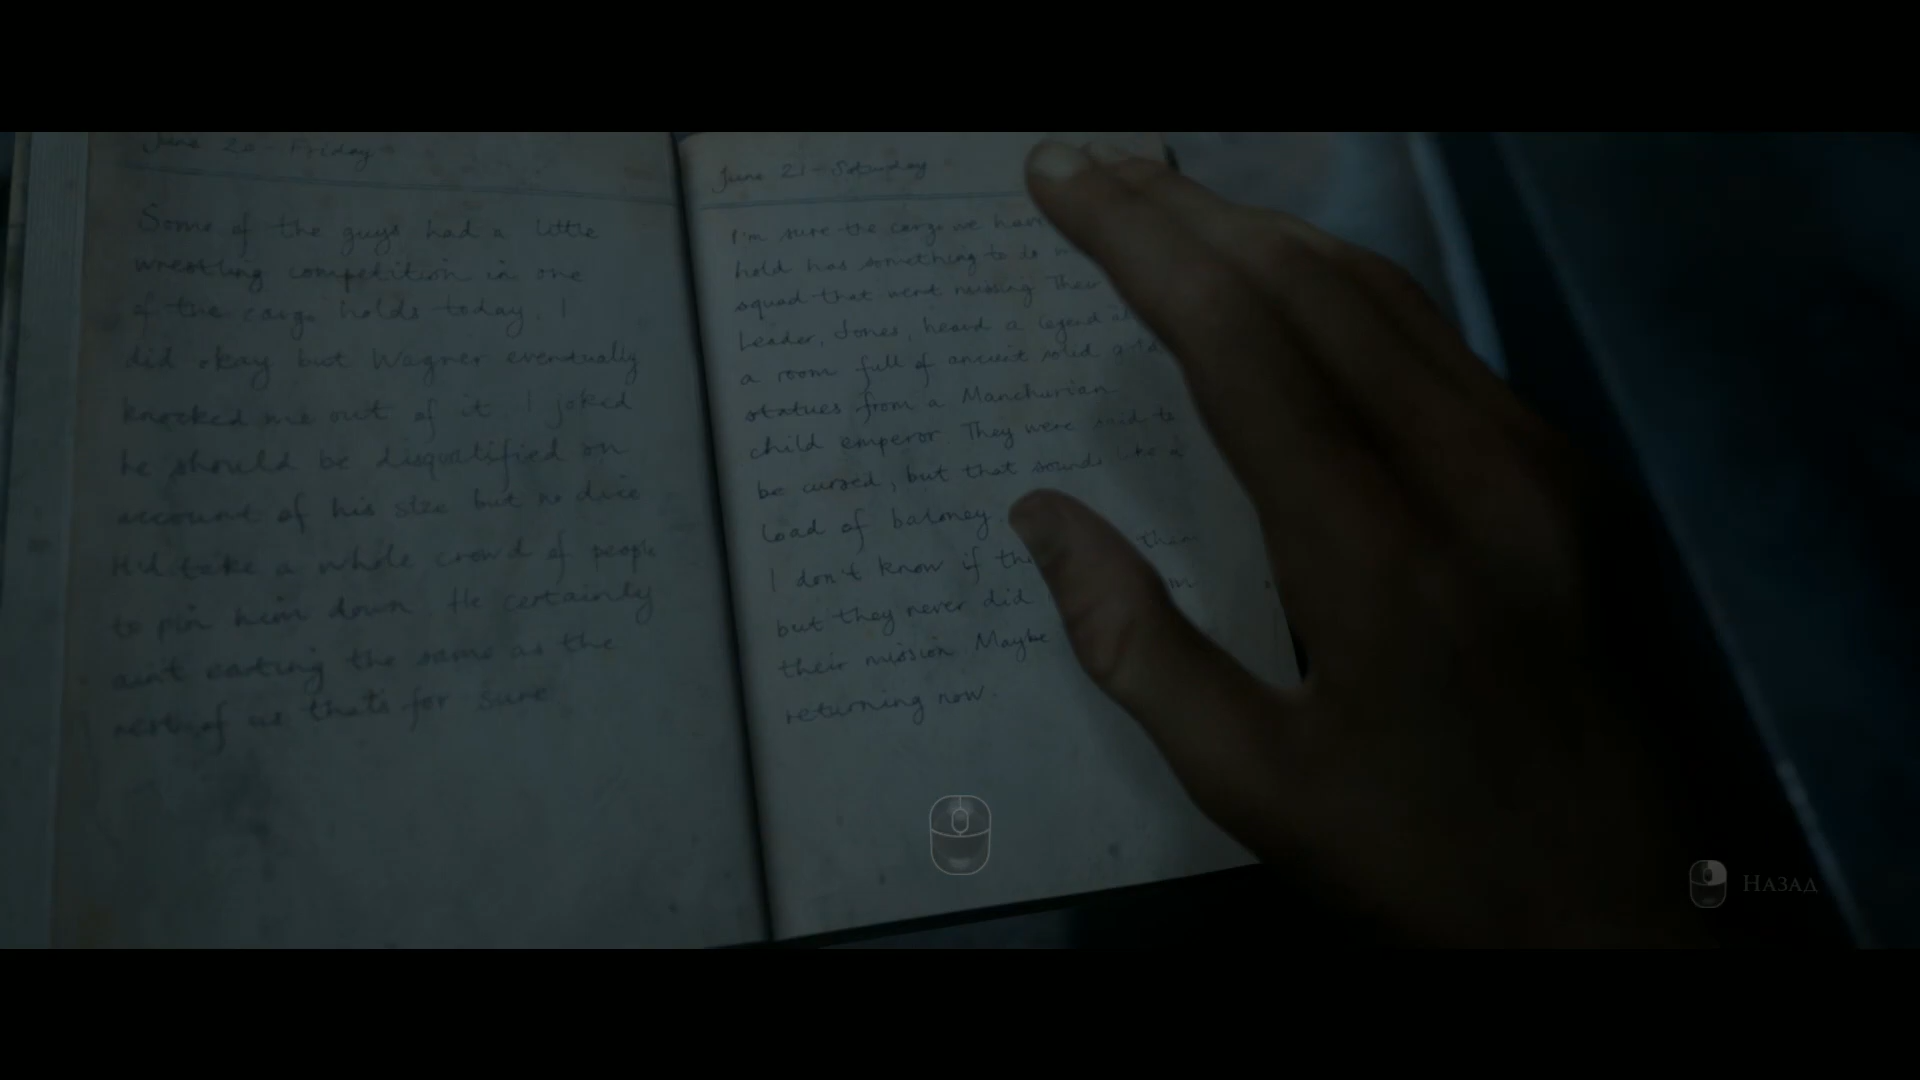 June 20 - Friday
Some of the guys had a little
wrestling competition in one
of the cargo holds today. I
did okay but Wagner eventually
knocked me out of it. I joked
he should be disqualified on
account of his size but no dice
He'd take a whole crowd of people
to pin him down. He certainly
aint eating the same as the
rest of us thats for sure
June 21 - Saturday
I'm sure the cargo we have
hold has something to do
squad that went missing. Their
Leader, Jones, heard a legend
a room full of ancient solid gold
statues from a Manchurian
child emperor. They were said to
be cursed, but that sounds like a
load of baloney.
I don't know if
but they never did
their mission. Maybe
returning now.
НАЗАД